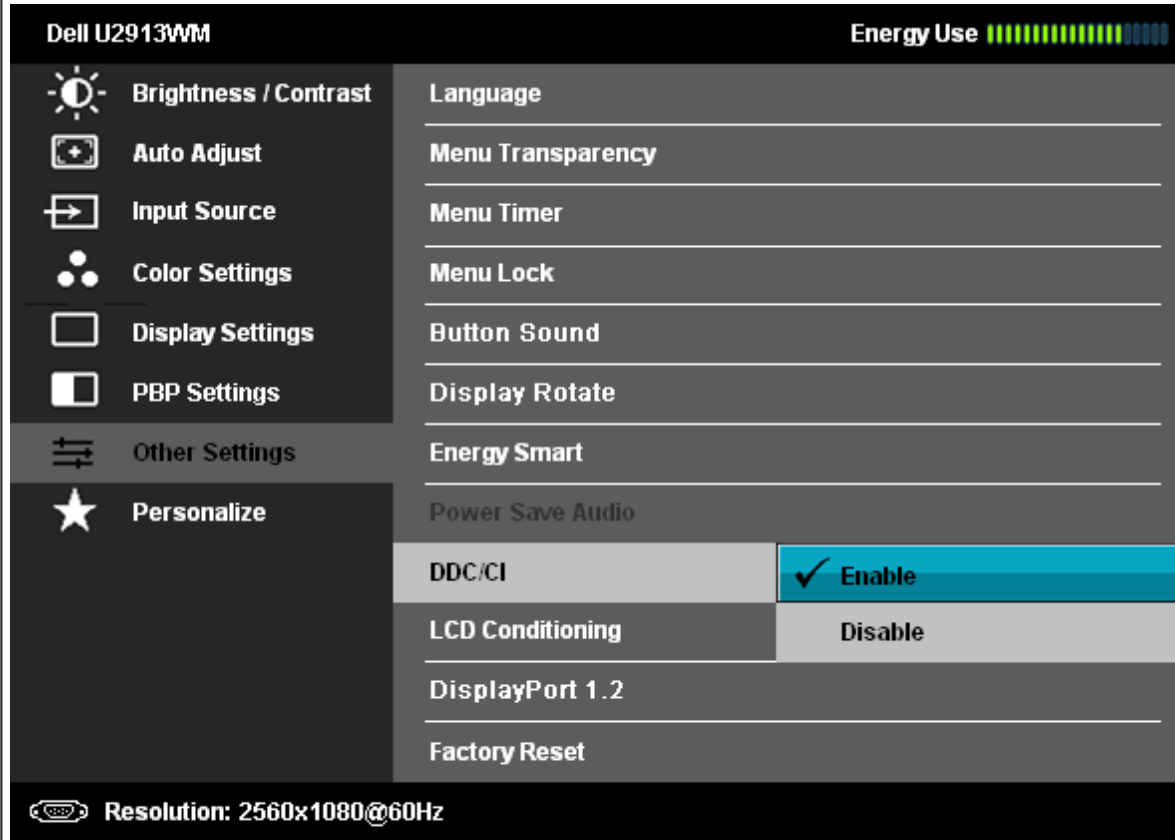 Dell U2913WM
Energy Use
Brightness / Contrast
Auto Adjust
Input Source
Color Settings
Display Settings
PBP Settings
Other Settings
Personalize
Language
Menu Transparency
Menu Timer
Menu Lock
Button Sound
Display Rotate
Energy Smart
Power Save Audio
DDC/CI
Enable
Disable
LCD Conditioning
DisplayPort 1.2
Factory Reset
Resolution: 2560x1080@60Hz